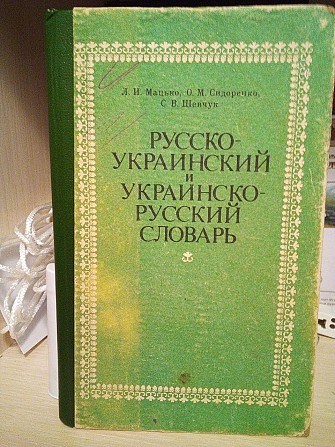 Л. И. Мацько, О. М. Сидоренко,
С. В. Шевчук
РУССКО-
УКРАИНСКИЙ
И
УКРАИНСКО-
РУССКИЙ
СЛОВАРЬ